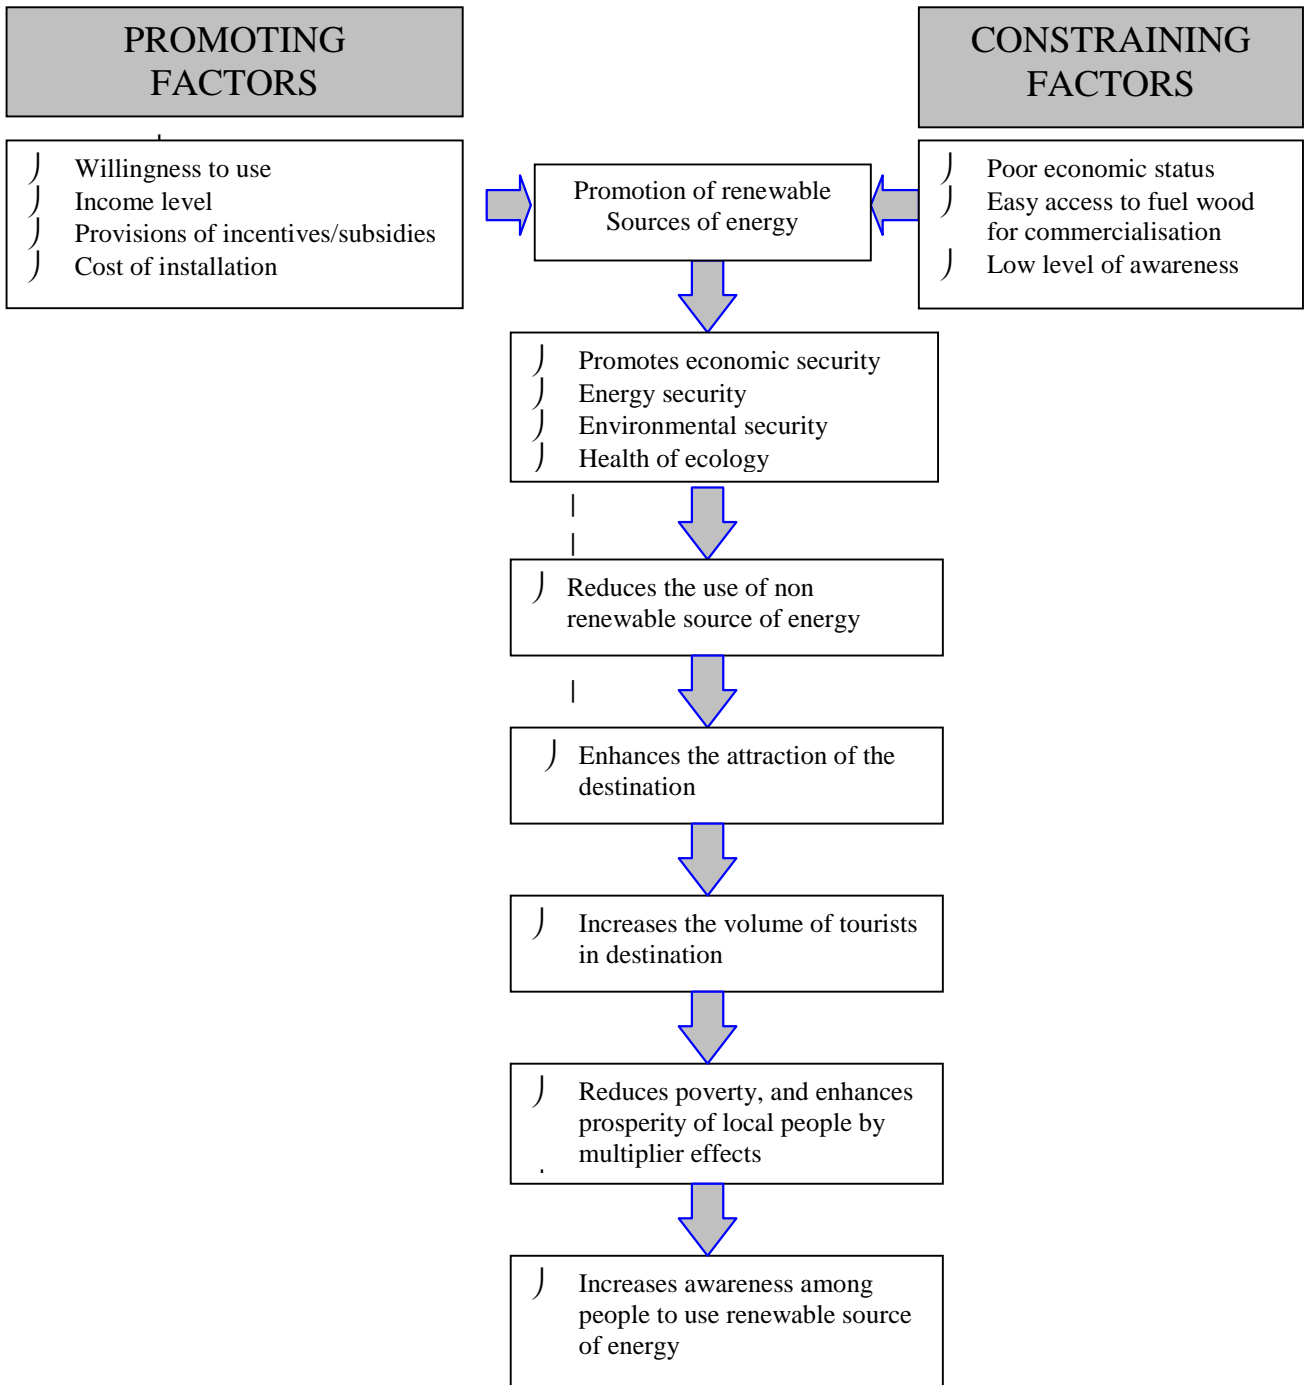 PROMOTING
FACTORS
CONSTRAINING
FACTORS
Willingness to use
Income level
Provisions of incentives/subsidies
Cost of installation
Promotion of renewable
Sources of energy
Poor economic status
Easy access to fuel wood
for commercialisation
Low level of awareness
Promotes economic security
Energy security
Environmental security
Health of ecology
Reduces the use of non
renewable source of energy
Enhances the attraction of the
destination
Increases the volume of tourists
in destination
Reduces poverty, and enhances
prosperity of local people by
multiplier effects
Increases awareness among
people to use renewable source
of energy